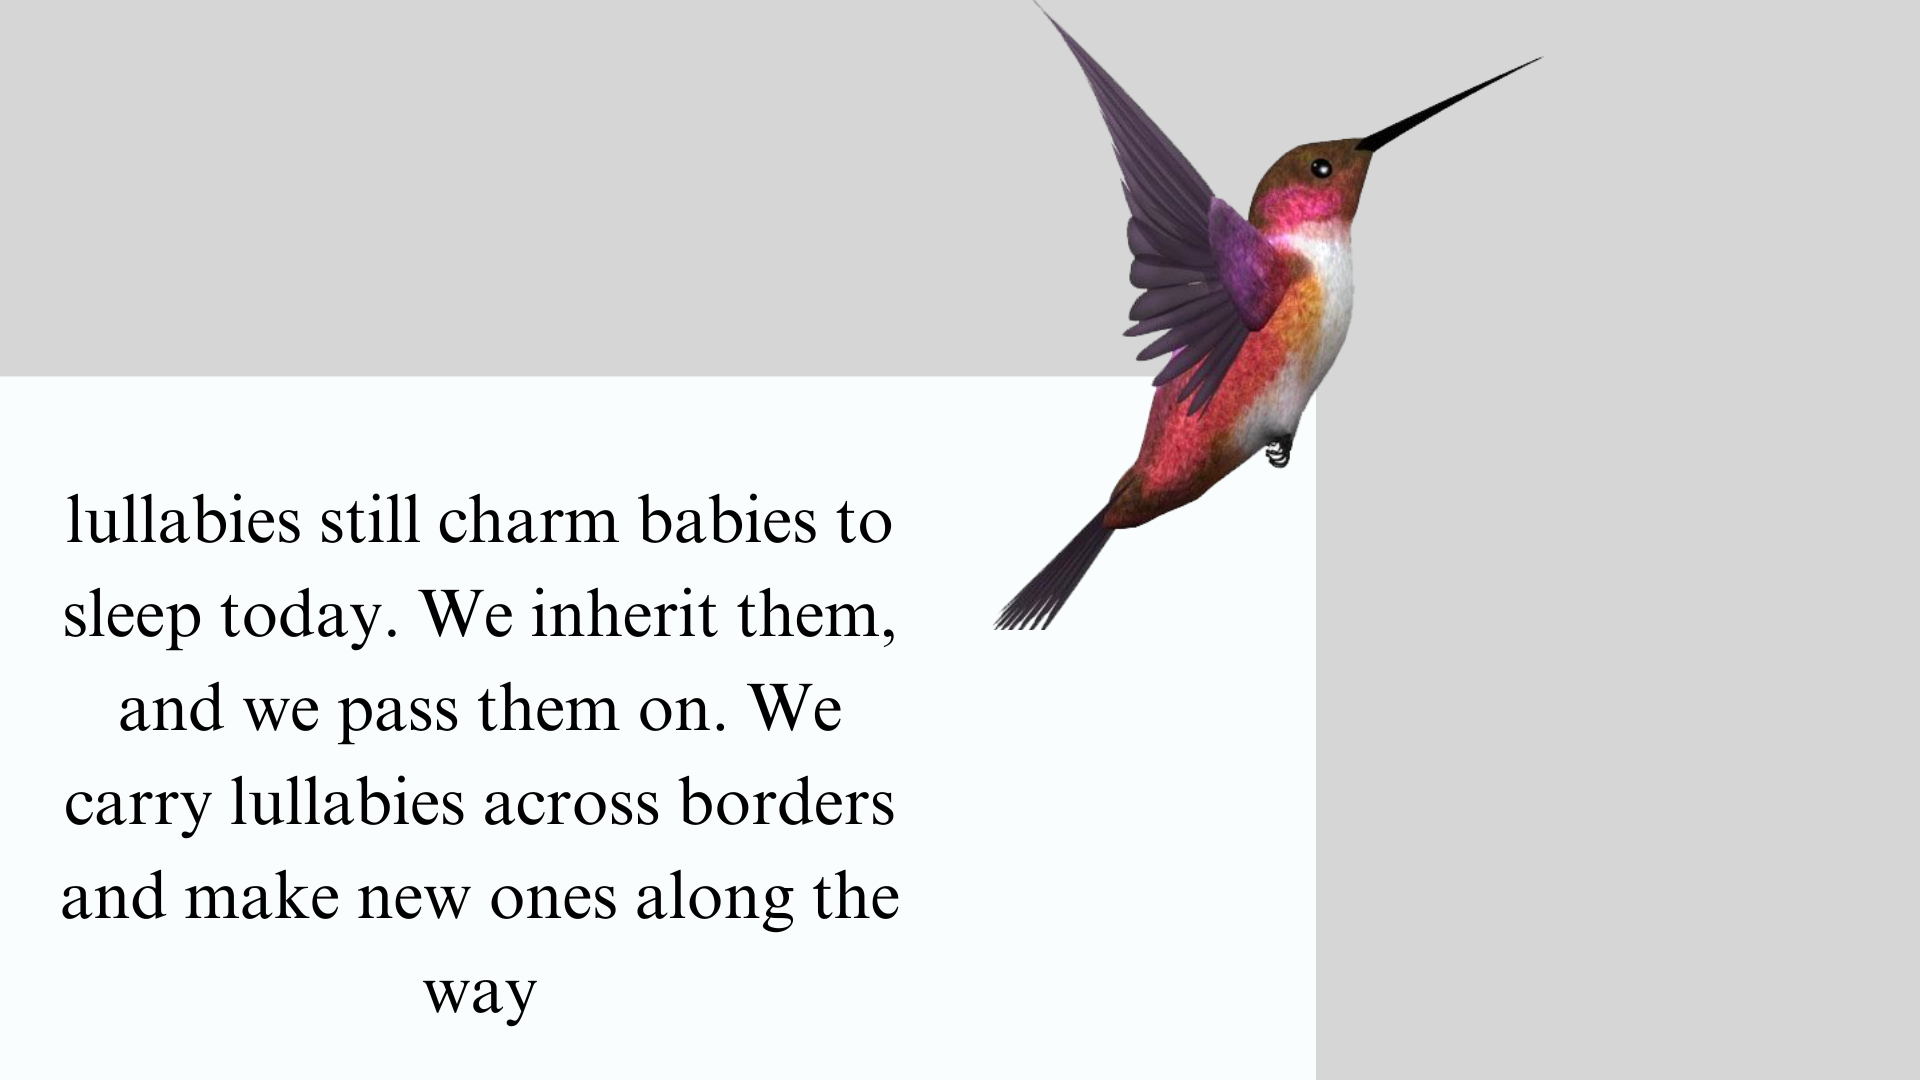 lullabies still charm babies to
sleep today. We inherit them,
and we pass them on. We
carry lullabies across borders
and make new ones along the
way